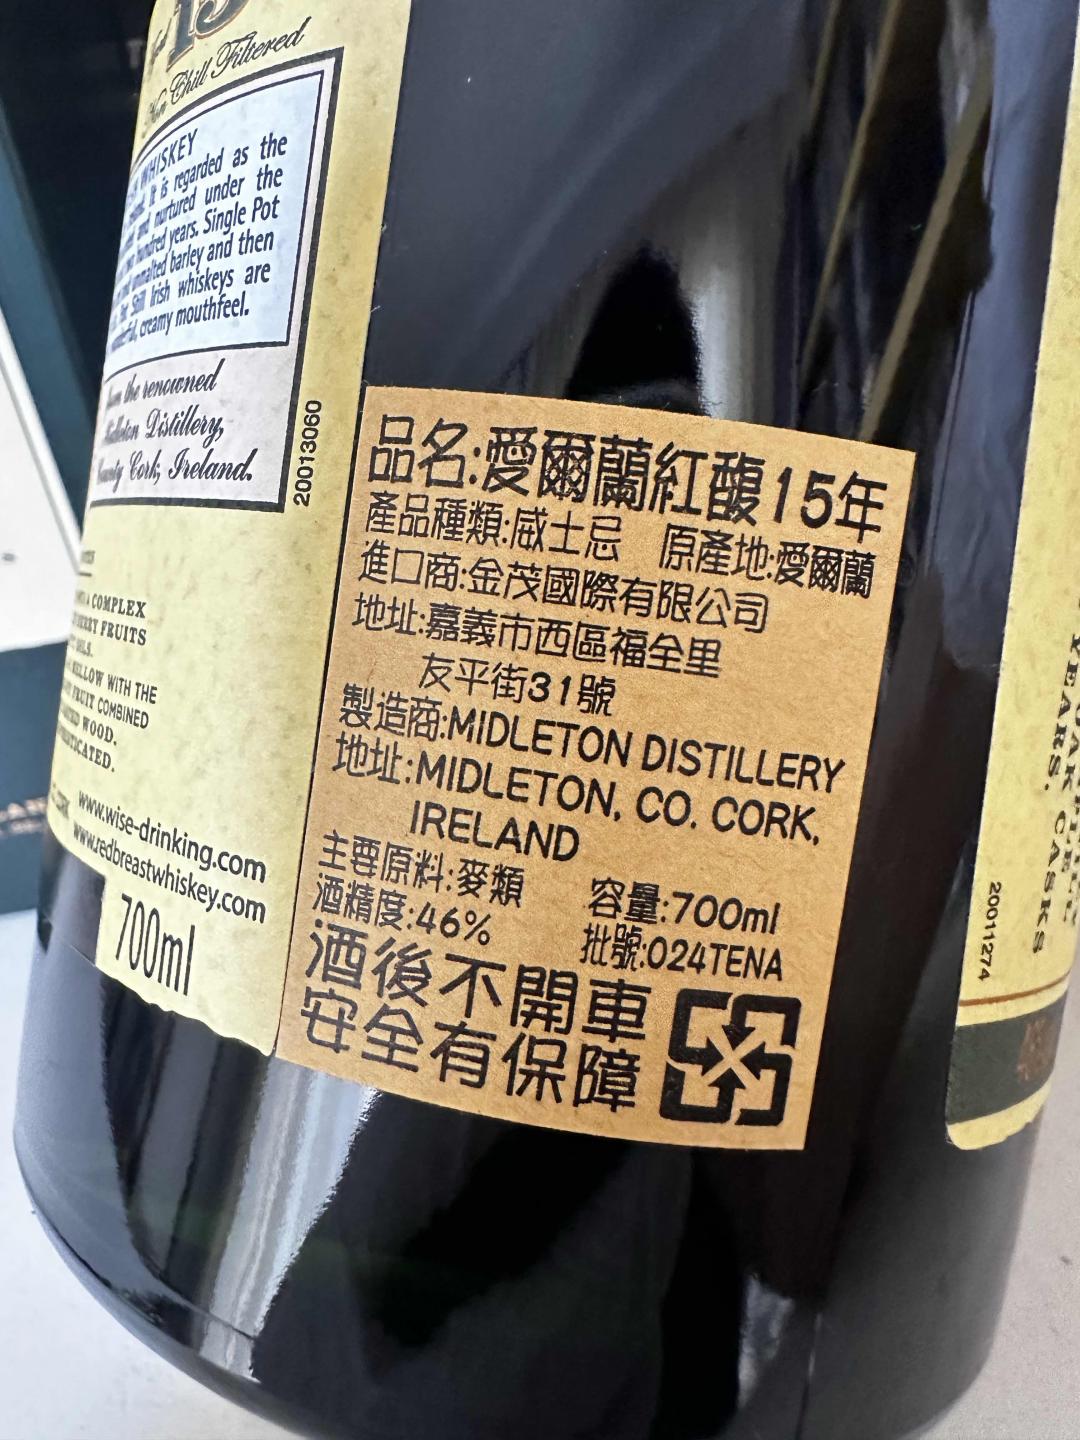 15
Non Chill Filtered
WHISKEY
It is regarded as the
and nurtured under the
hundred years. Single Pot
and unmalted barley and then
Pot Still Irish whiskeys are
wonderful, creamy mouthfeel.
from the renowned
Midleton Distillery,
County Cork, Ireland.
20013060
A COMPLEX
BERRY FRUITS
MELLOW WITH THE
FRUIT COMBINED
WOOD.
www.wise-drinking.com
www.redbreastwhiskey.com
700ml
品名:愛爾蘭紅馥15年
產品種類:威士忌 原產地:愛爾蘭
進口商:金茂國際有限公司
地址:嘉義市西區福全里
友平街31號
製造商:MIDLETON DISTILLERY
地址:MIDLETON, CO. CORK,
IRELAND
主要原料:麥類 容量:700ml
酒精度:46% 批號:024TENA
酒後不開車
安全有保障
YEARS.
CASKS
20011274